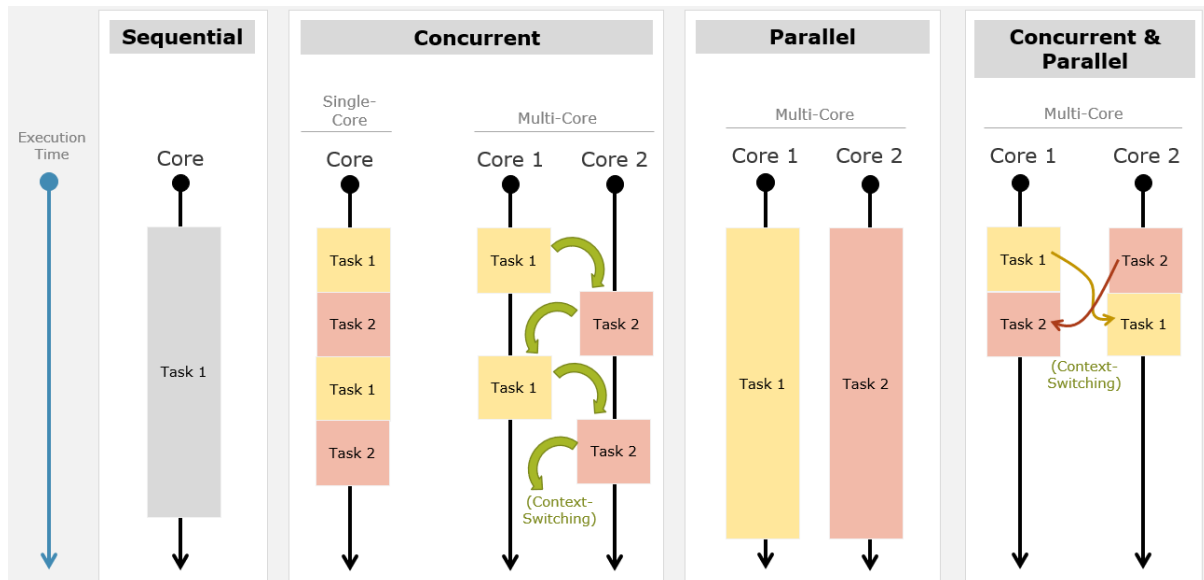 Sequential
Concurrent
Parallel
Concurrent &
Parallel
Single-
Core
Multi-Core
Multi-Core
Multi-Core
Execution
Time
Core
Core
Core 1
Core 2
Core 1
Core 2
Core 1
Core 2
Task 1
Task 1
Task 2
Task 1
Task 2
Task 1
Task 2
Task 1
Task 2
(Context-
Switching)
Task 1
Task 2
Task 1
Task 2
Task 2
Task 1
(Context-
Switching)